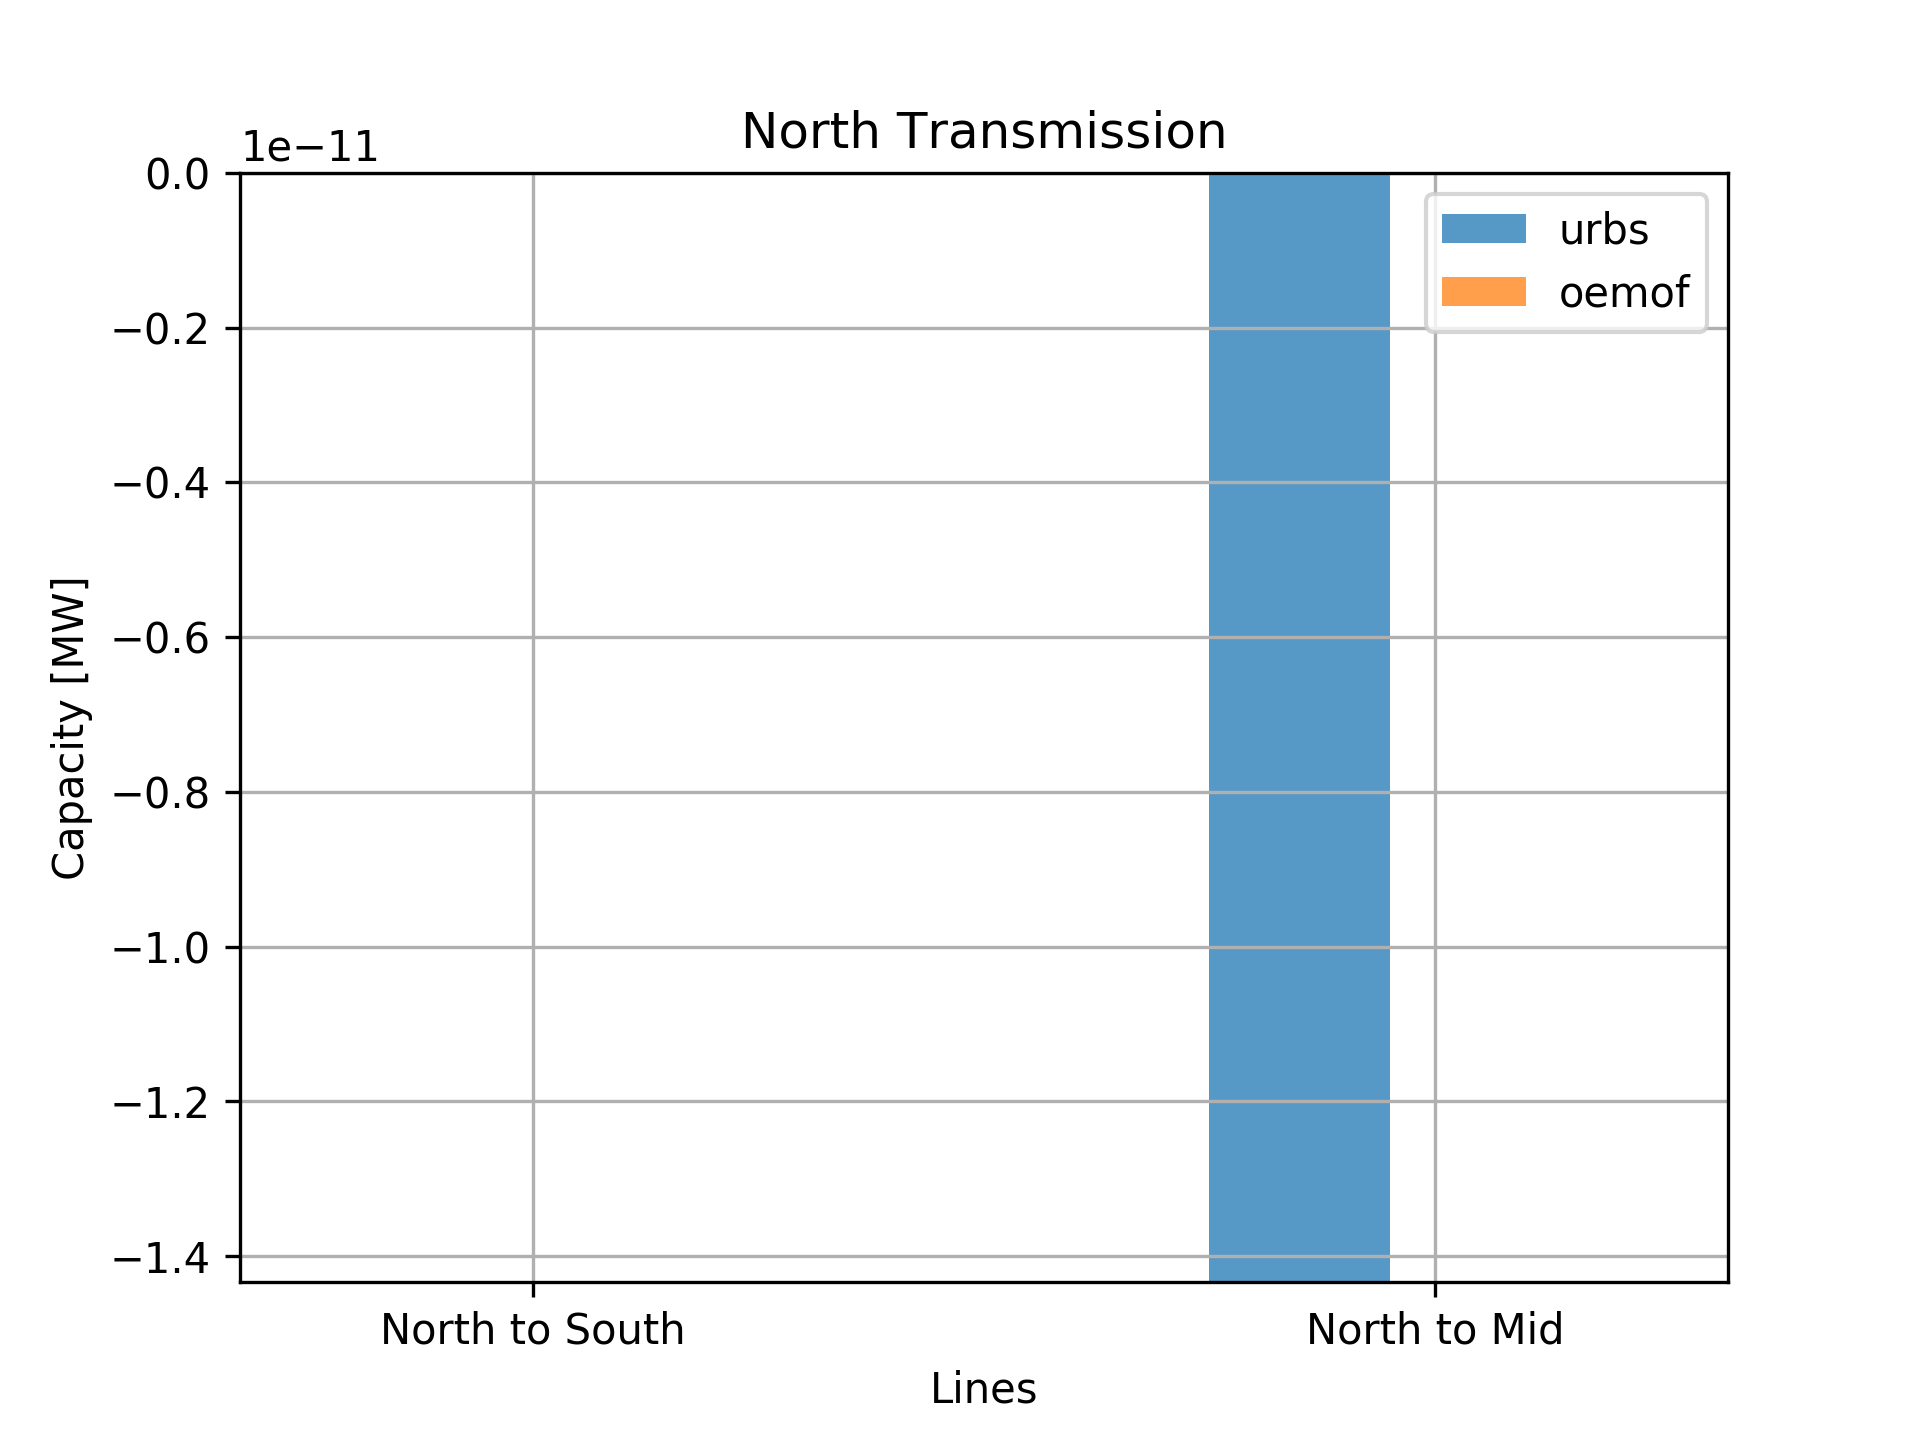 North Transmission
1e−11
0.0
−0.2
−0.4
−0.6
−0.8
−1.0
−1.2
−1.4
Capacity [MW]
urbs
oemof
North to South
North to Mid
Lines